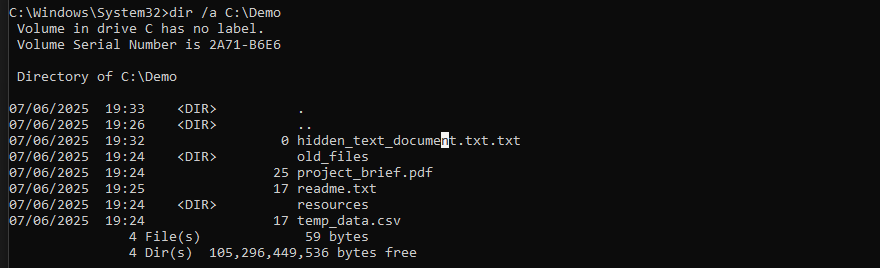 C:\Windows\System32>dir /a C:\Demo
 Volume in drive C has no label.
 Volume Serial Number is 2A71-B6E6

 Directory of C:\Demo

07/06/2025  19:33    <DIR>          .
07/06/2025  19:26    <DIR>          ..
07/06/2025  19:32                 0 hidden_text_document.txt.txt
07/06/2025  19:24    <DIR>          old_files
07/06/2025  19:24                25 project_brief.pdf
07/06/2025  19:25                17 readme.txt
07/06/2025  19:24    <DIR>          resources
07/06/2025  19:24                17 temp_data.csv
               4 File(s)             59 bytes
               4 Dir(s)  105,296,449,536 bytes free